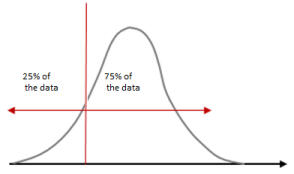 25% of
the data
75% of
the data